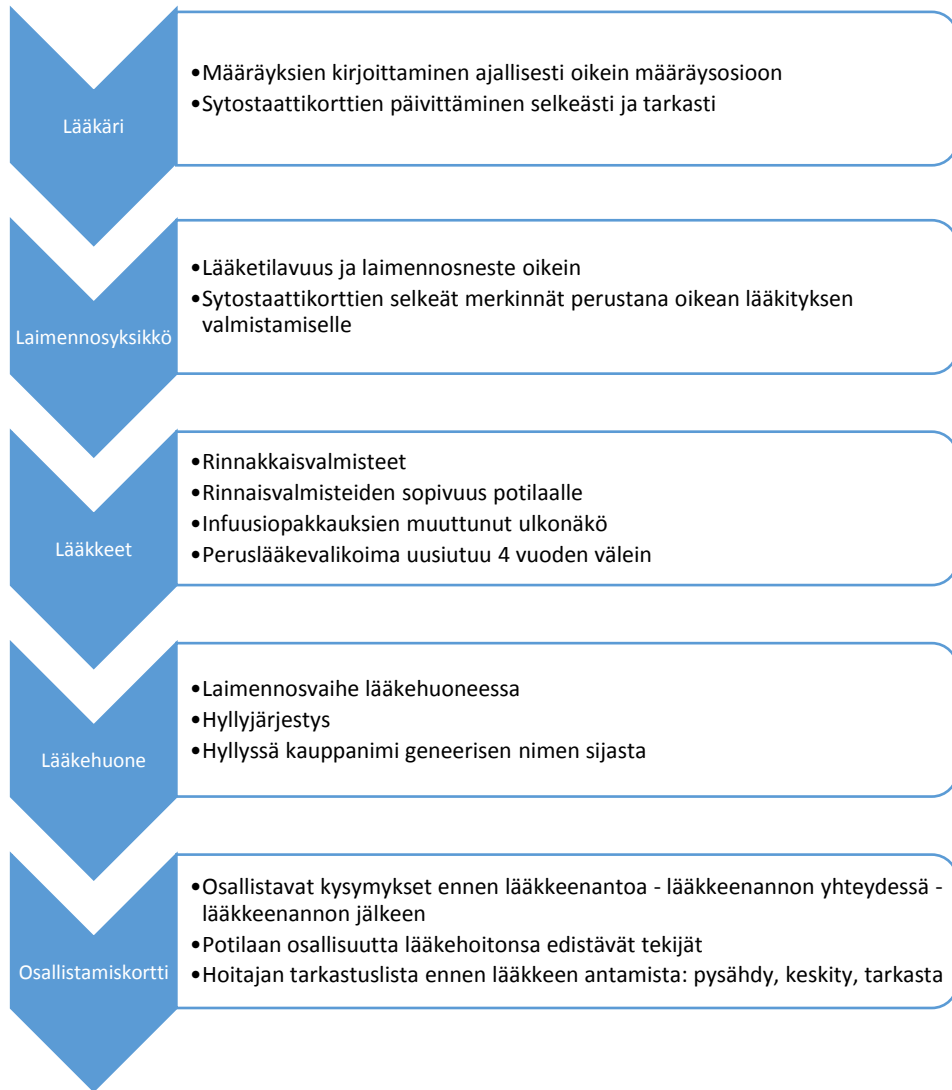 Lääkäri
•Määräyksien kirjoittaminen ajallisesti oikein määräysosioon
•Sytostaattikorttien päivittäminen selkeästi ja tarkasti
Laimennosyksikkö
•Lääketilavuus ja laimennosneste oikein
•Sytostaattikorttien selkeät merkinnät perustana oikean lääkityksen
valmistamiselle
Lääkkeet
•Rinnakkaisvalmisteet
•Rinnaisvalmisteiden sopivuus potilaalle
•Infuusiopakkauksien muuttunut ulkonäkö
•Peruslääkevalikoima uusiutuu 4 vuoden välein
Lääkehuone
•Laimennosvaihe lääkehuoneessa
•Hyllyjärjestys
•Hyllyssä kauppanimi geneerisen nimen sijasta
Osallistamiskortti
•Osallistavat kysymykset ennen lääkkeenantoa - lääkkeenannon yhteydessä -
lääkkeenannon jälkeen
•Potilaan osallisuutta lääkehoitonsa edistävät tekijät
•Hoitajan tarkastuslista ennen lääkkeen antamista: pysähdy, keskity, tarkasta